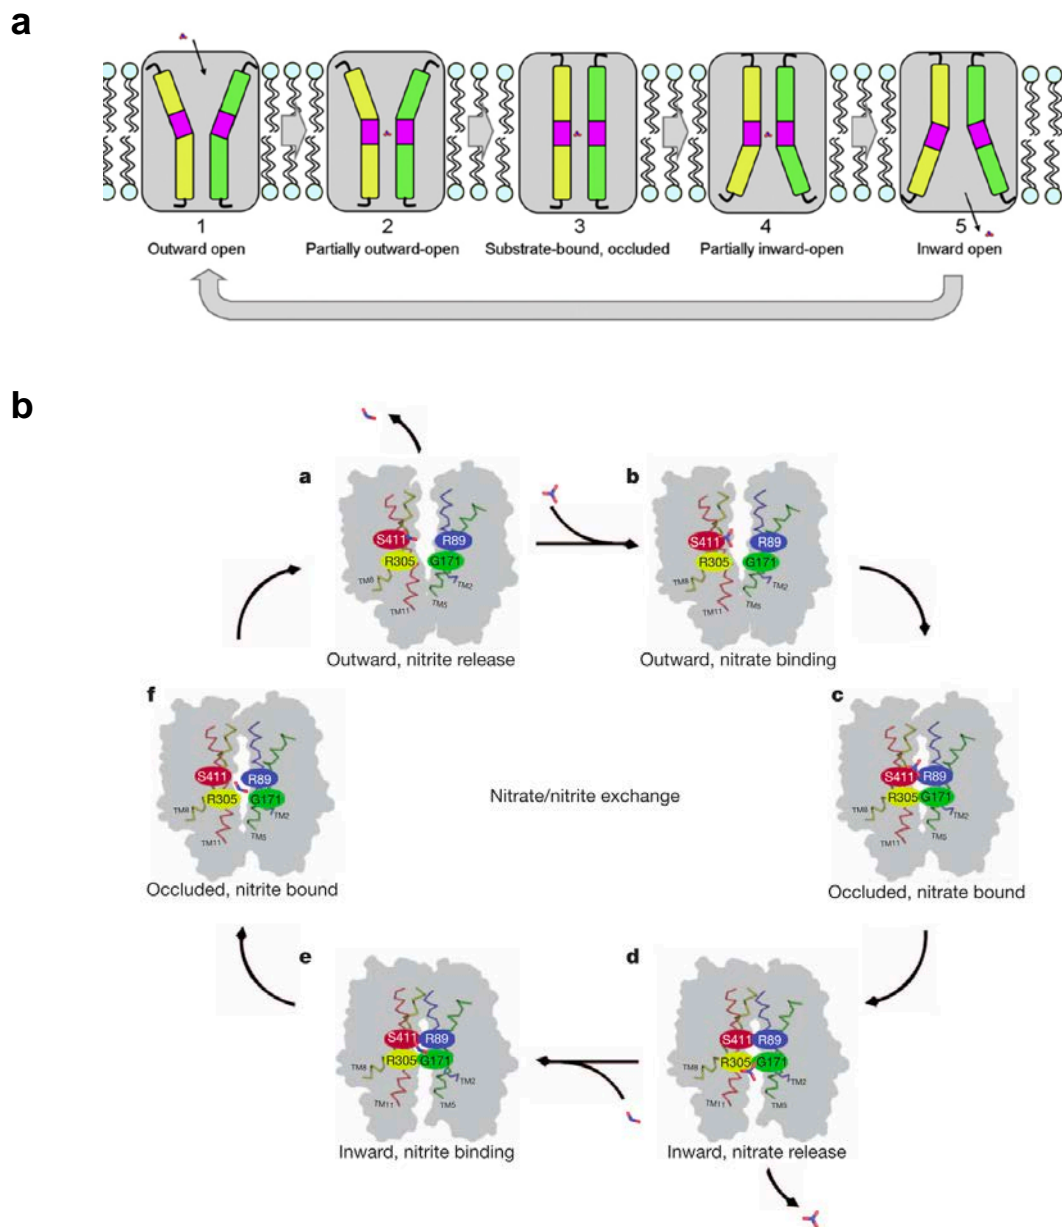 a
1 2 3 4 5
Outward open Partially outward-open Substrate-bound, occluded Partially inward-open Inward open
b
a
S411 R89
R305 G171
TM8 TM2
TM11 TM5
Outward, nitrite release
b
S411 R89
R305 G171
TM8 TM2
TM11 TM5
Outward, nitrate binding
f
S411 R89
R305 G171
TM8 TM2
TM11 TM5
Occluded, nitrite bound
Nitrate/nitrite exchange
c
S411 R89
R305 G171
TM8 TM2
TM11 TM5
Occluded, nitrate bound
e
S411 R89
R305 G171
TM8 TM2
TM11 TM5
Inward, nitrite binding
d
S411 R89
R305 G171
TM8 TM2
TM11 TM5
Inward, nitrate release